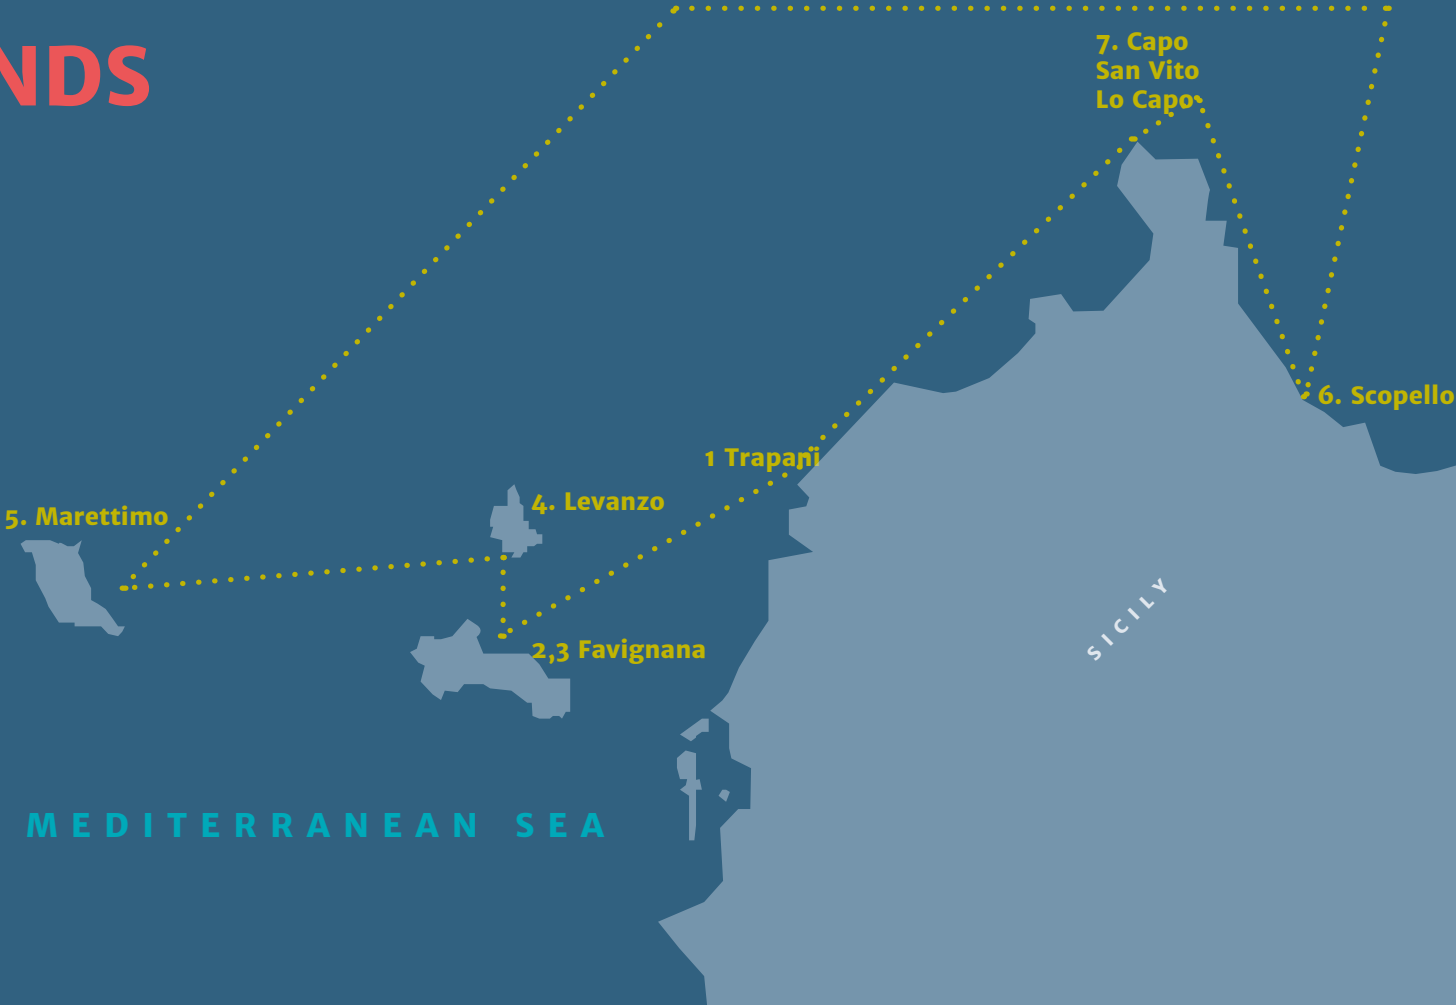 NDS
7. Capo
San Vito
Lo Capo
6. Scopello
1 Trapani
4. Levanzo
5. Marettimo
SICILY
2,3 Favignana
MEDITERRANEAN SEA